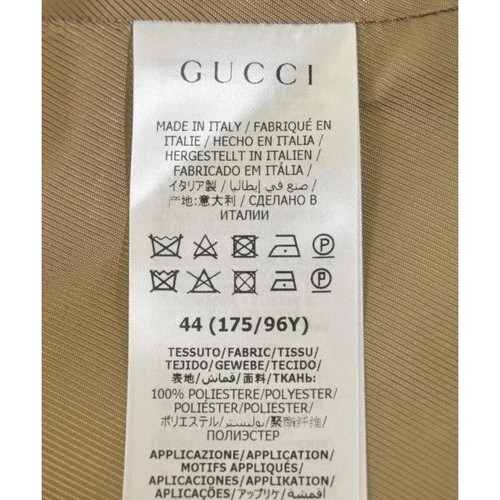 GUCCI
MADE IN ITALY / FABRIQUÉ EN
ITALIE / HECHO EN ITALIA /
HERGESTELLT IN ITALIEN /
FABRICADO EM ITÁLIA /
イタリア製 / صنع في إيطاليا /
产地:意大利 / СДЕЛАНО В
ИТАЛИИ
44 (175/96Y)
TESSUTO/FABRIC/TISSU/
TEJIDO/GEWEBE/TECIDO/
表地/قماش/面料/ТКАНЬ:
100% POLIESTERE/POLYESTER/
POLIÉSTER/POLIÉSTER/
ポリエステル/بوليستر/聚酯纤维/
ПОЛИЭСТЕР
APPLICAZIONE/APPLICATION/
MOTIFS APPLIQUÉS/
APLICACIONES/APPLIKATION/
APLICAÇÕES/アップリケ/أقمشة